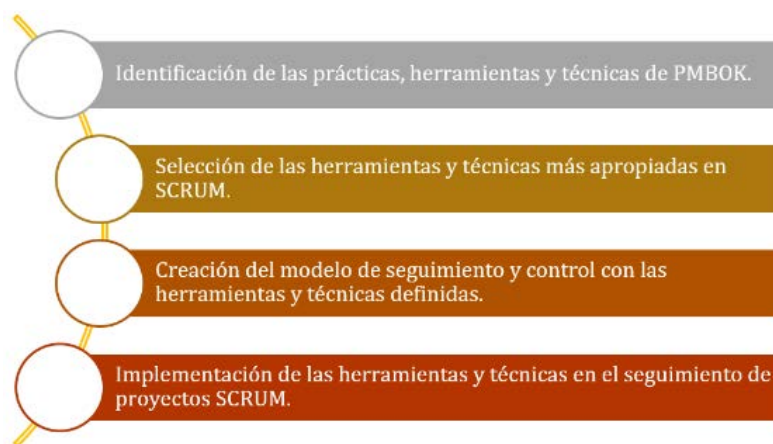 Identificación de las prácticas, herramientas y técnicas de PMBOK.
Selección de las herramientas y técnicas más apropiadas en
SCRUM.
Creación del modelo de seguimiento y control con las
herramientas y técnicas definidas.
Implementación de las herramientas y técnicas en el seguimiento de
proyectos SCRUM.